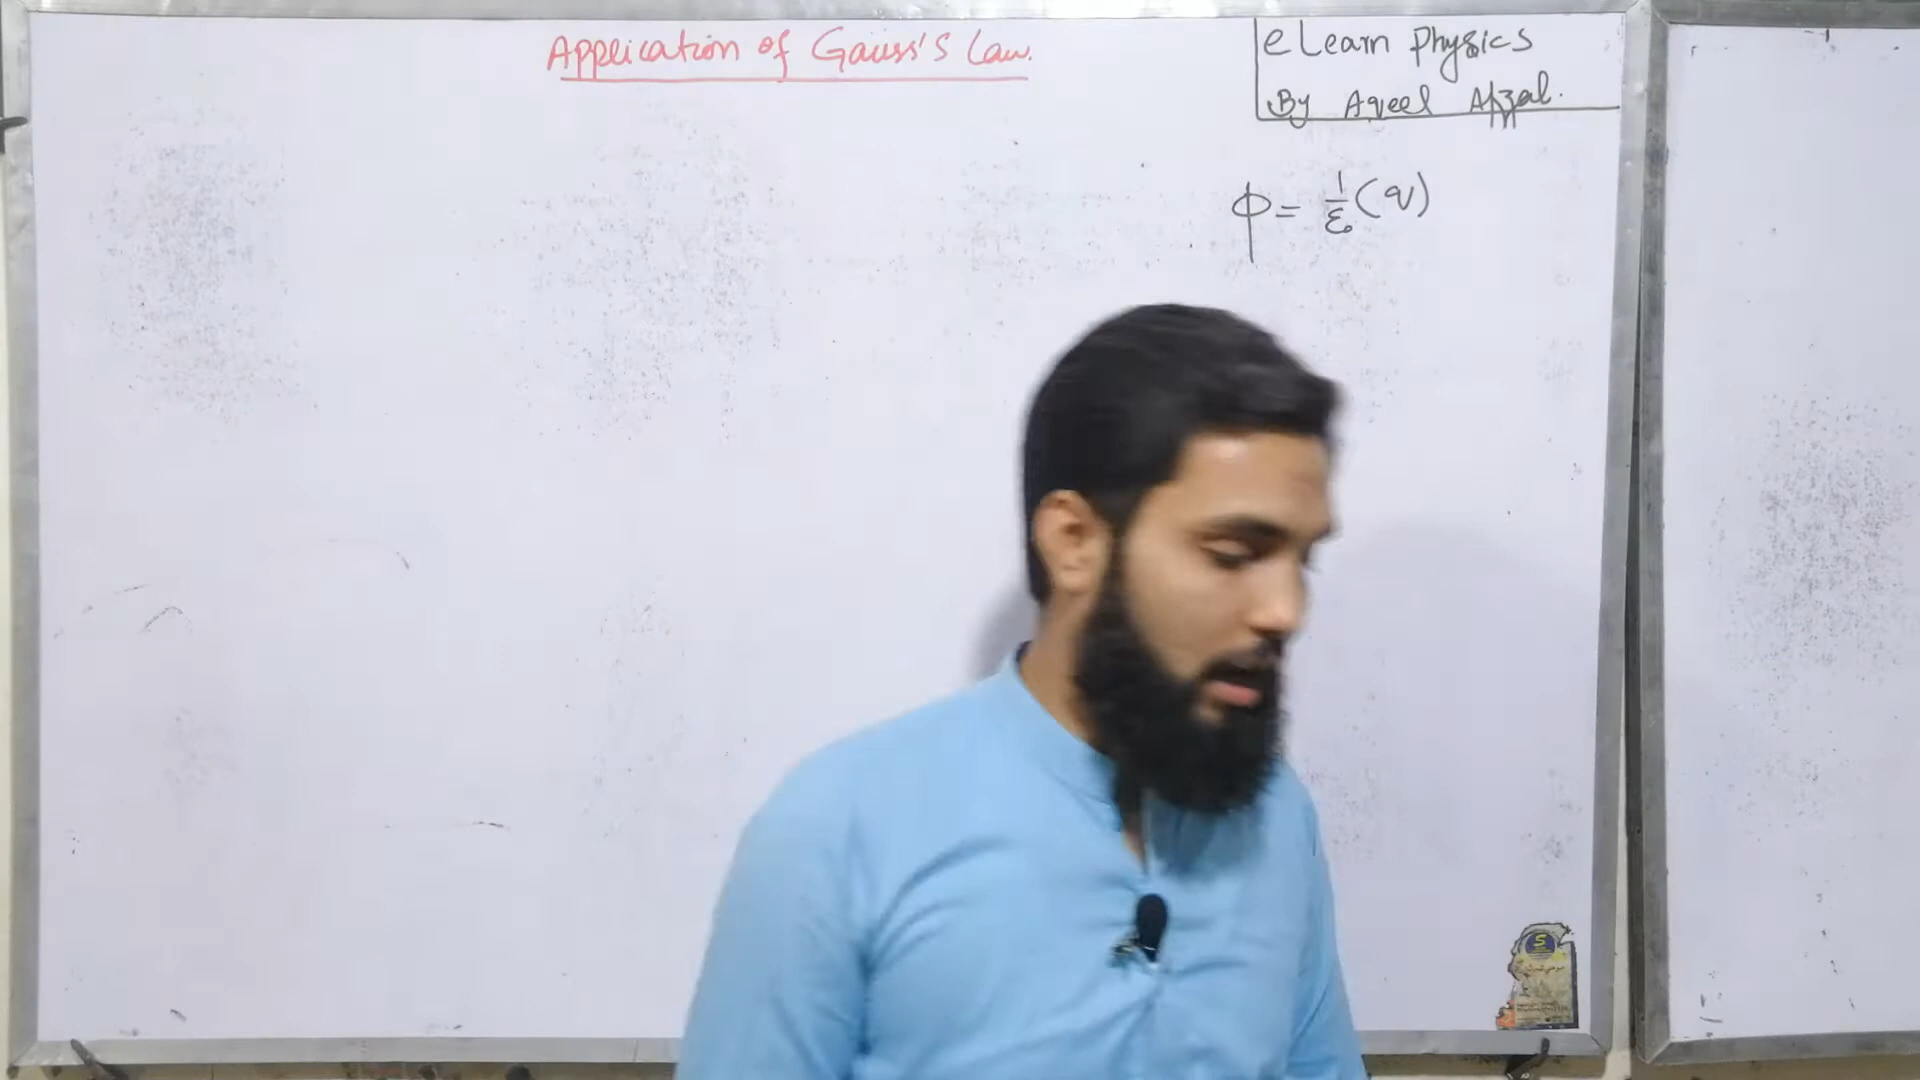 Application of Gauss's Law.
eLearn Physics
By Aqeel Afzal.
φ = 1/ε₀ (q)
S